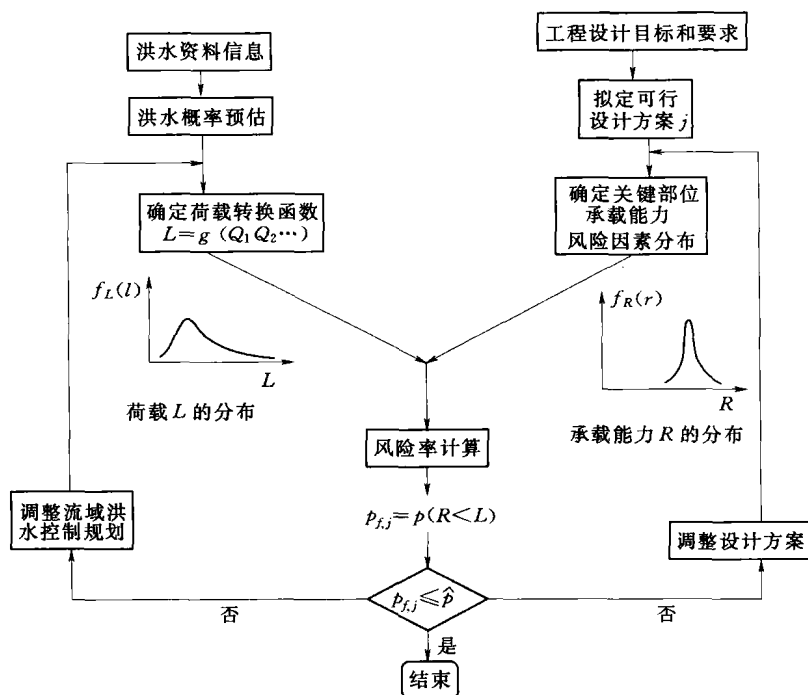 洪水资料信息
工程设计目标和要求
洪水概率预估
拟定可行
设计方案 j
确定荷载转换函数
L=g (Q₁ Q₂⋯)
确定关键部位
承载能力
风险因素分布
f_L(l)
L
荷载 L 的分布
f_R(r)
R
承载能力 R 的分布
风险率计算
p_{f,j}=p(R<L)
调整流域洪
水控制规划
调整设计方案
p_{f,j}≤p̂
否
否
是
结束